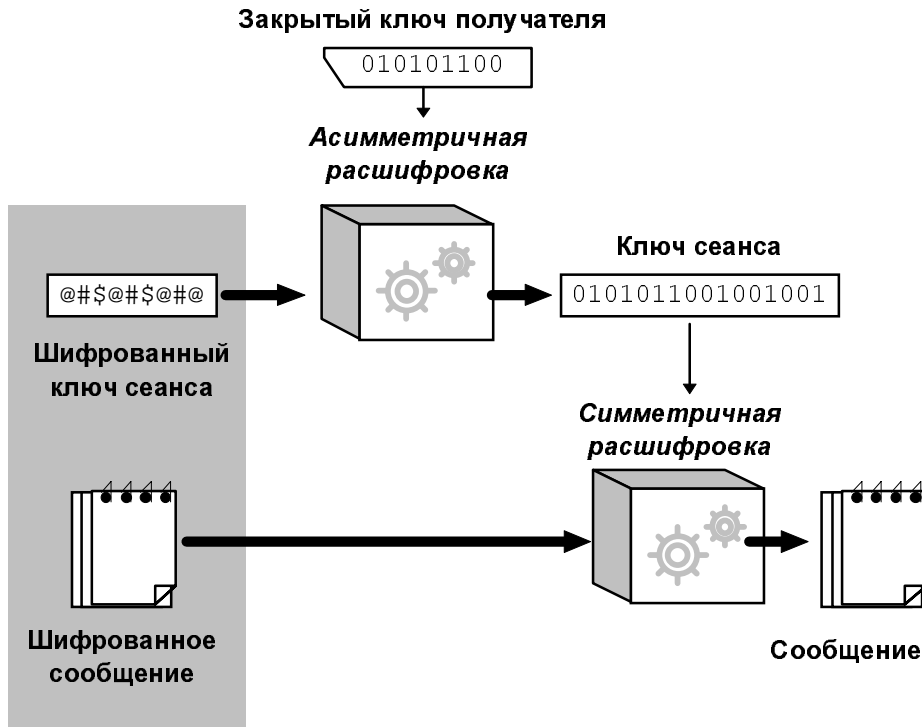 Закрытый ключ получателя
010101100
Асимметричная
расшифровка
Ключ сеанса
@#$@#$@#@
0101011001001001
Шифрованный
ключ сеанса
Симметричная
расшифровка
Шифрованное
сообщение
Сообщение